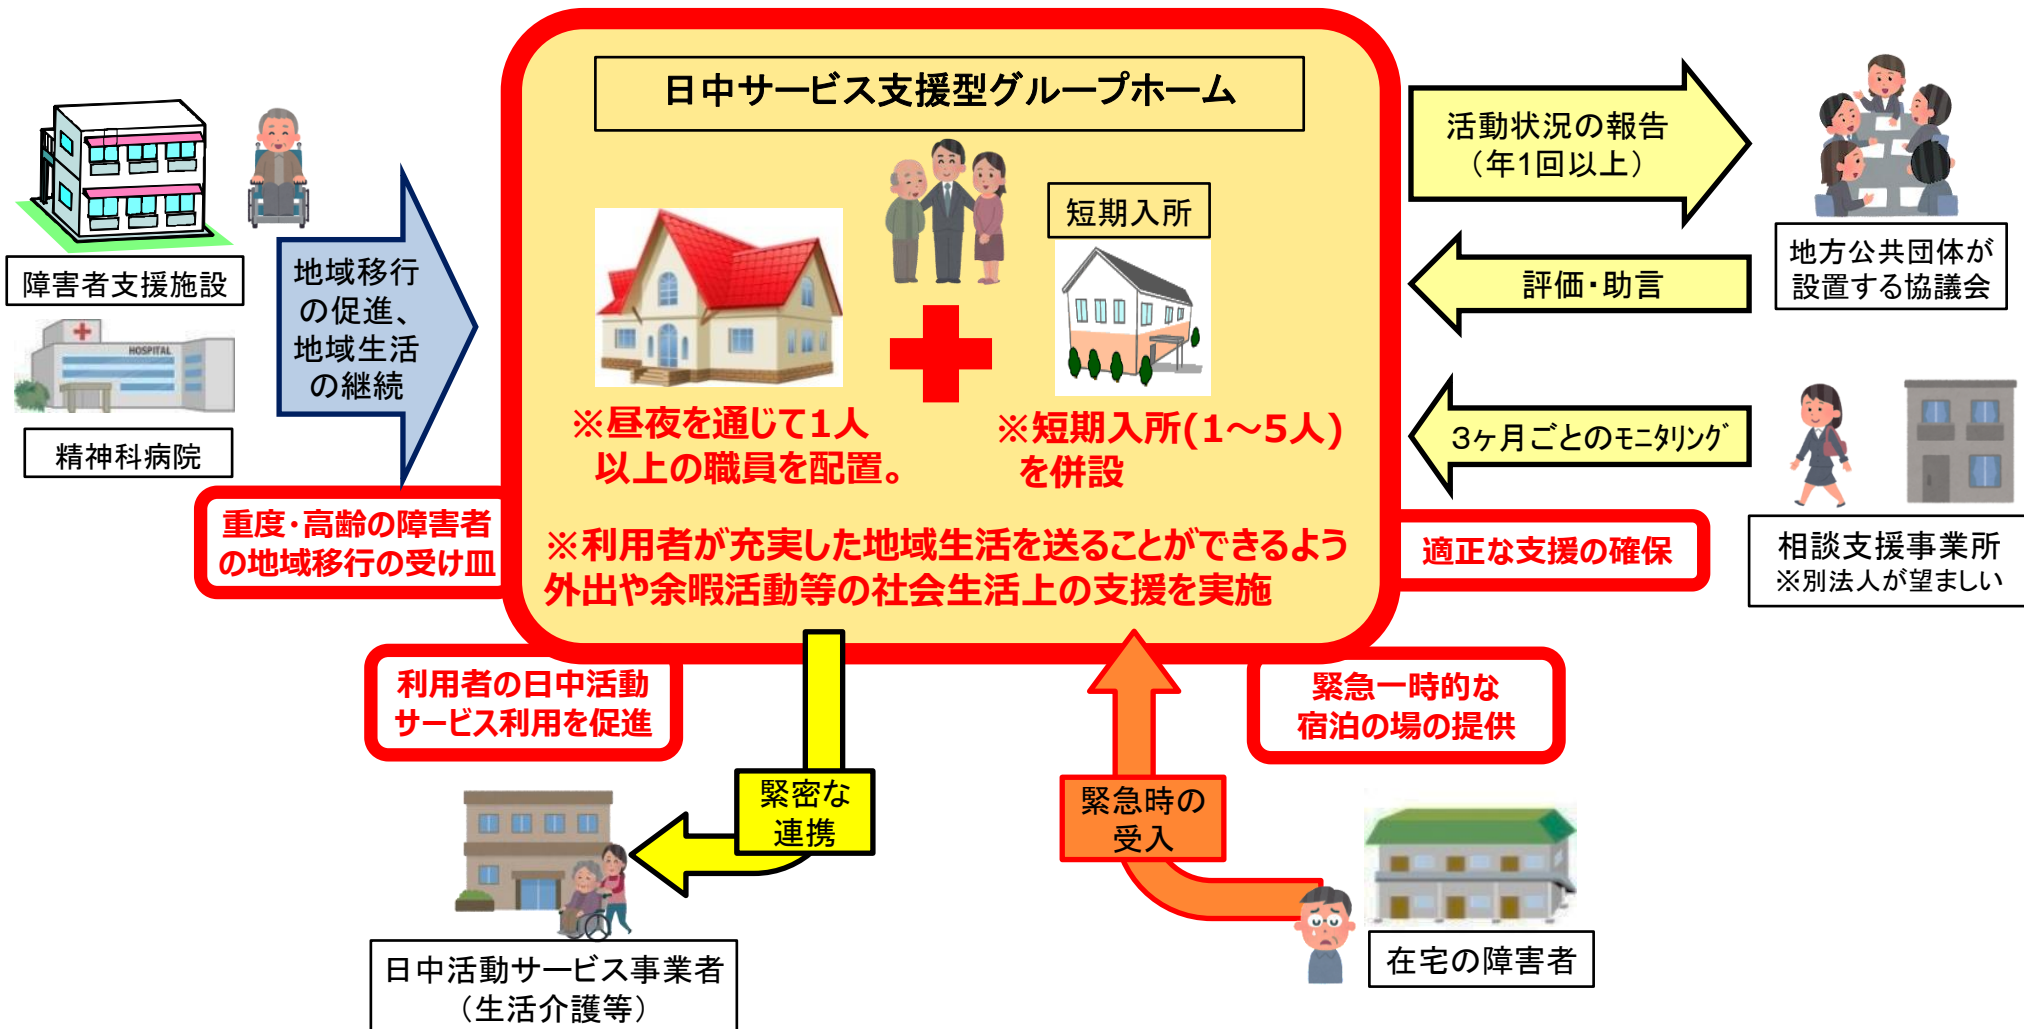 日中サービス支援型グループホーム
短期入所
※昼夜を通じて1人
以上の職員を配置。
※短期入所(1～5人)
を併設
※利用者が充実した地域生活を送ることができるよう
外出や余暇活動等の社会生活上の支援を実施
障害者支援施設
HOSPITAL
精神科病院
地域移行
の促進、
地域生活
の継続
重度・高齢の障害者
の地域移行の受け皿
活動状況の報告
（年1回以上）
評価・助言
地方公共団体が
設置する協議会
3ヶ月ごとのﾓﾆﾀﾘﾝｸﾞ
適正な支援の確保
相談支援事業所
※別法人が望ましい
利用者の日中活動
サービス利用を促進
緊密な
連携
日中活動サービス事業者
（生活介護等）
緊急一時的な
宿泊の場の提供
緊急時の
受入
在宅の障害者